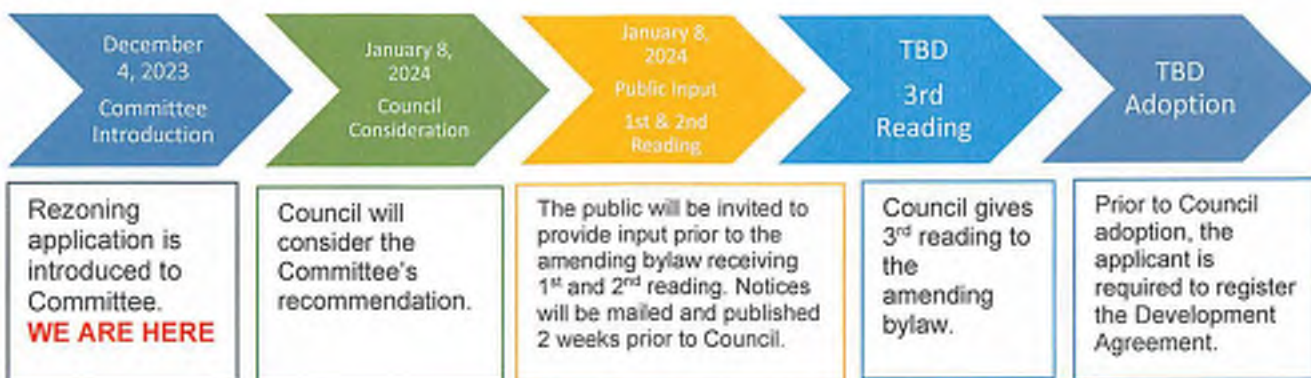 December
4, 2023
Committee
Introduction
January 8,
2024
Council
Consideration
January 8,
2024
Public Input
1st & 2nd
Reading
TBD
3rd
Reading
TBD
Adoption
Rezoning
application is
introduced to
Committee.
WE ARE HERE
Council will
consider the
Committee's
recommendation.
The public will be invited to
provide input prior to the
amending bylaw receiving
1st and 2nd reading. Notices
will be mailed and published
2 weeks prior to Council.
Council gives
3rd reading to
the
amending
bylaw.
Prior to Council
adoption, the
applicant is
required to register
the Development
Agreement.